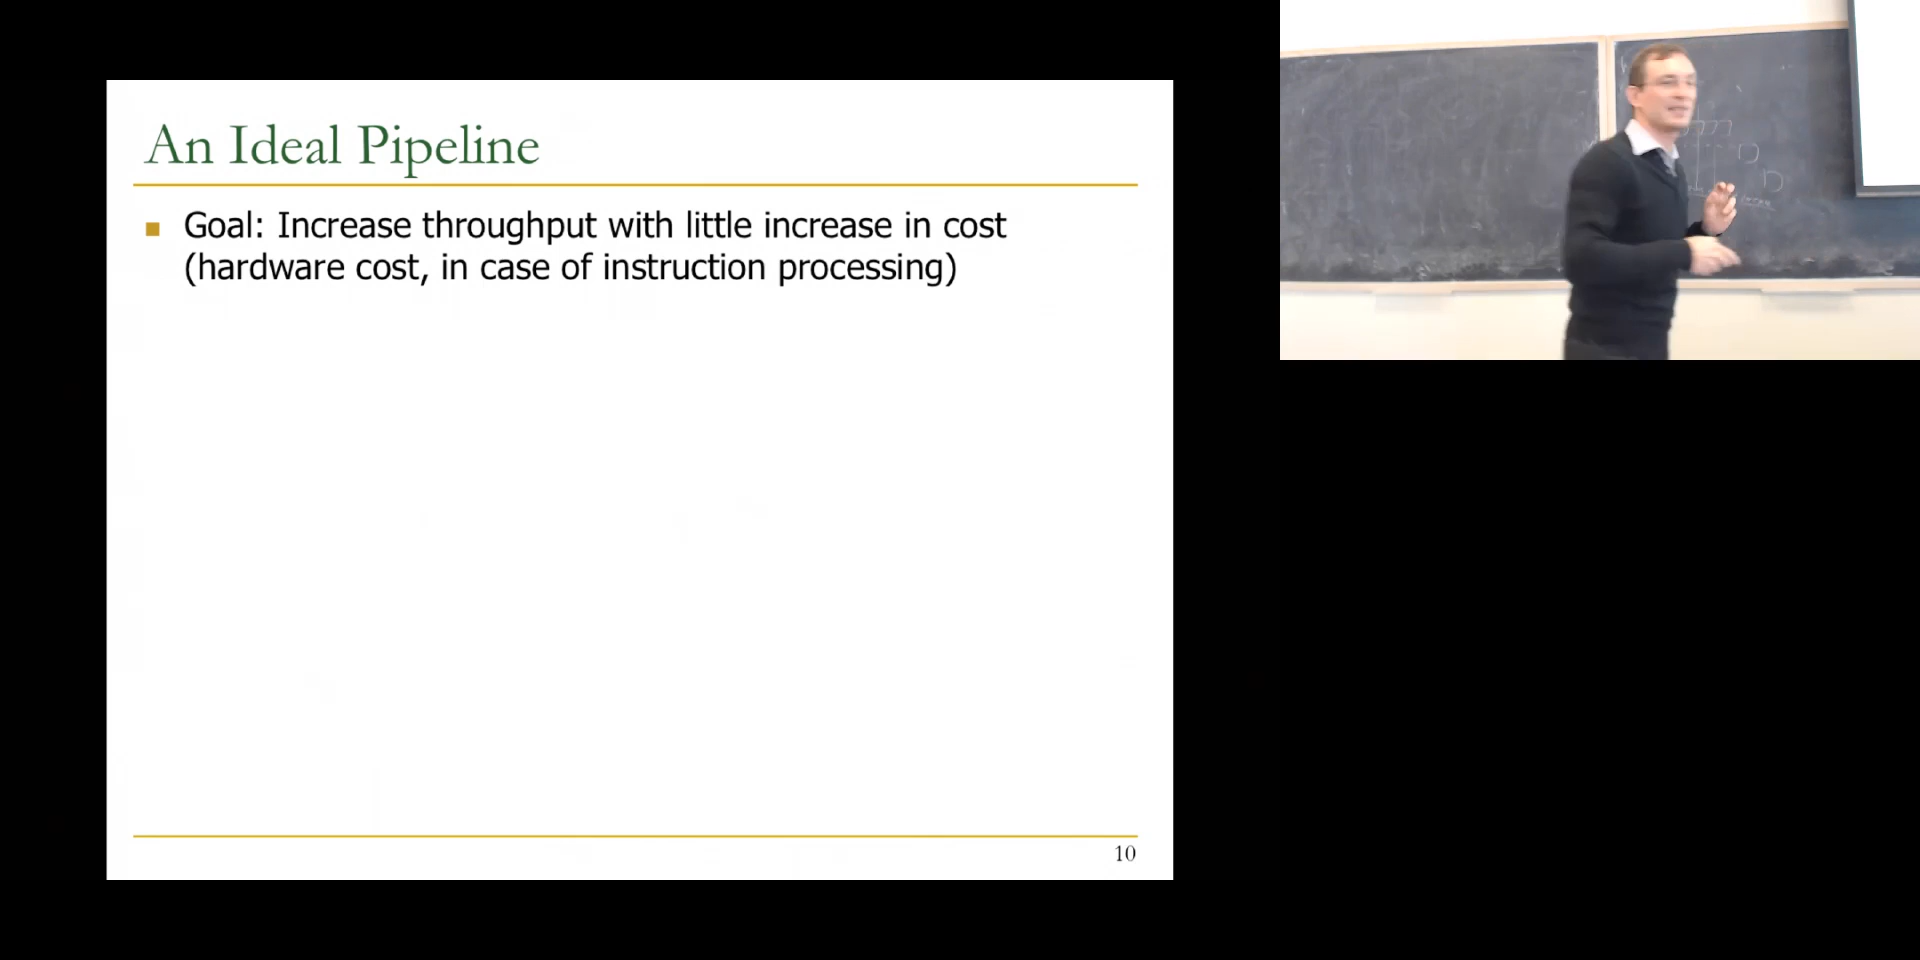 An Ideal Pipeline
Goal: Increase throughput with little increase in cost
(hardware cost, in case of instruction processing)
10